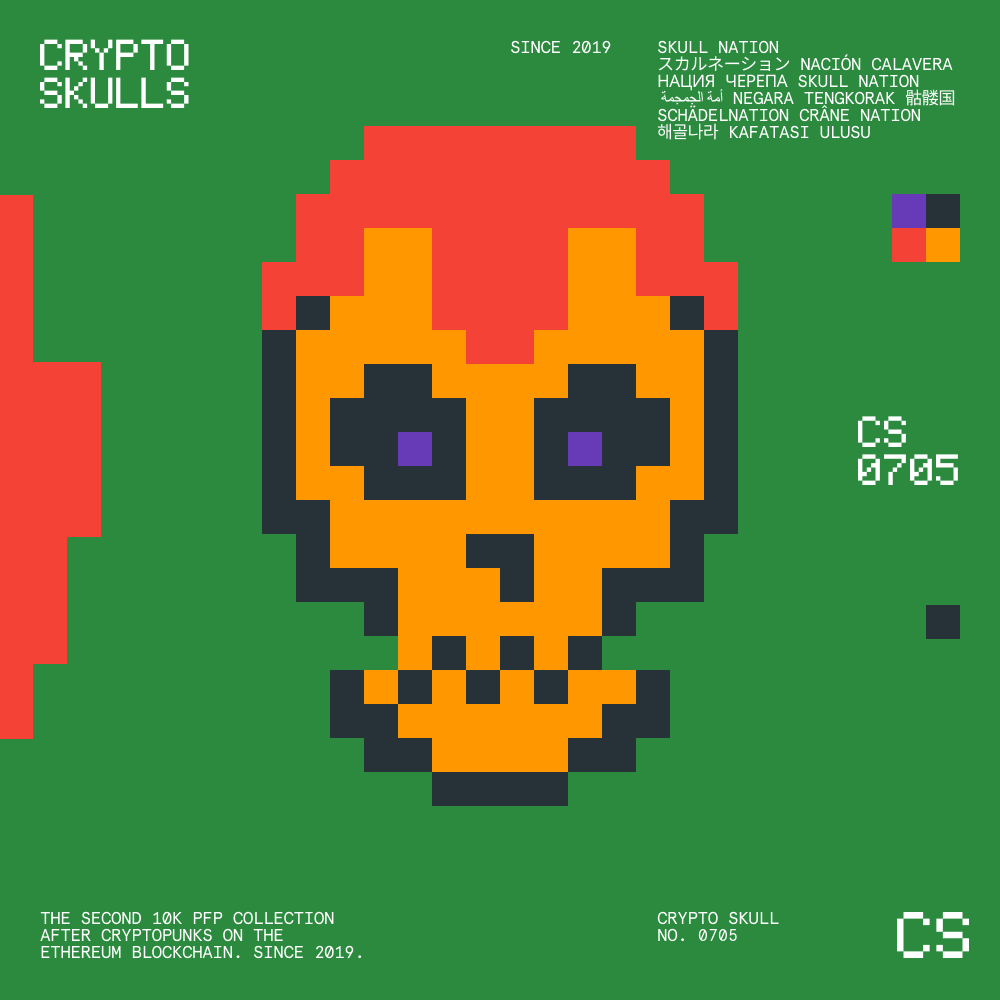 CRYPTO
SKULLS
SINCE 2019
SKULL NATION
スカルネーション NACIÓN CALAVERA
НАЦИЯ ЧЕРЕПА SKULL NATION
أمة الجمجمة NEGARA TENGKORAK 骷髅国
SCHÄDELNATION CRÂNE NATION
해골나라 KAFATASI ULUSU
CS
0705
THE SECOND 10K PFP COLLECTION
AFTER CRYPTOPUNKS ON THE
ETHEREUM BLOCKCHAIN. SINCE 2019.
CRYPTO SKULL
NO. 0705
CS